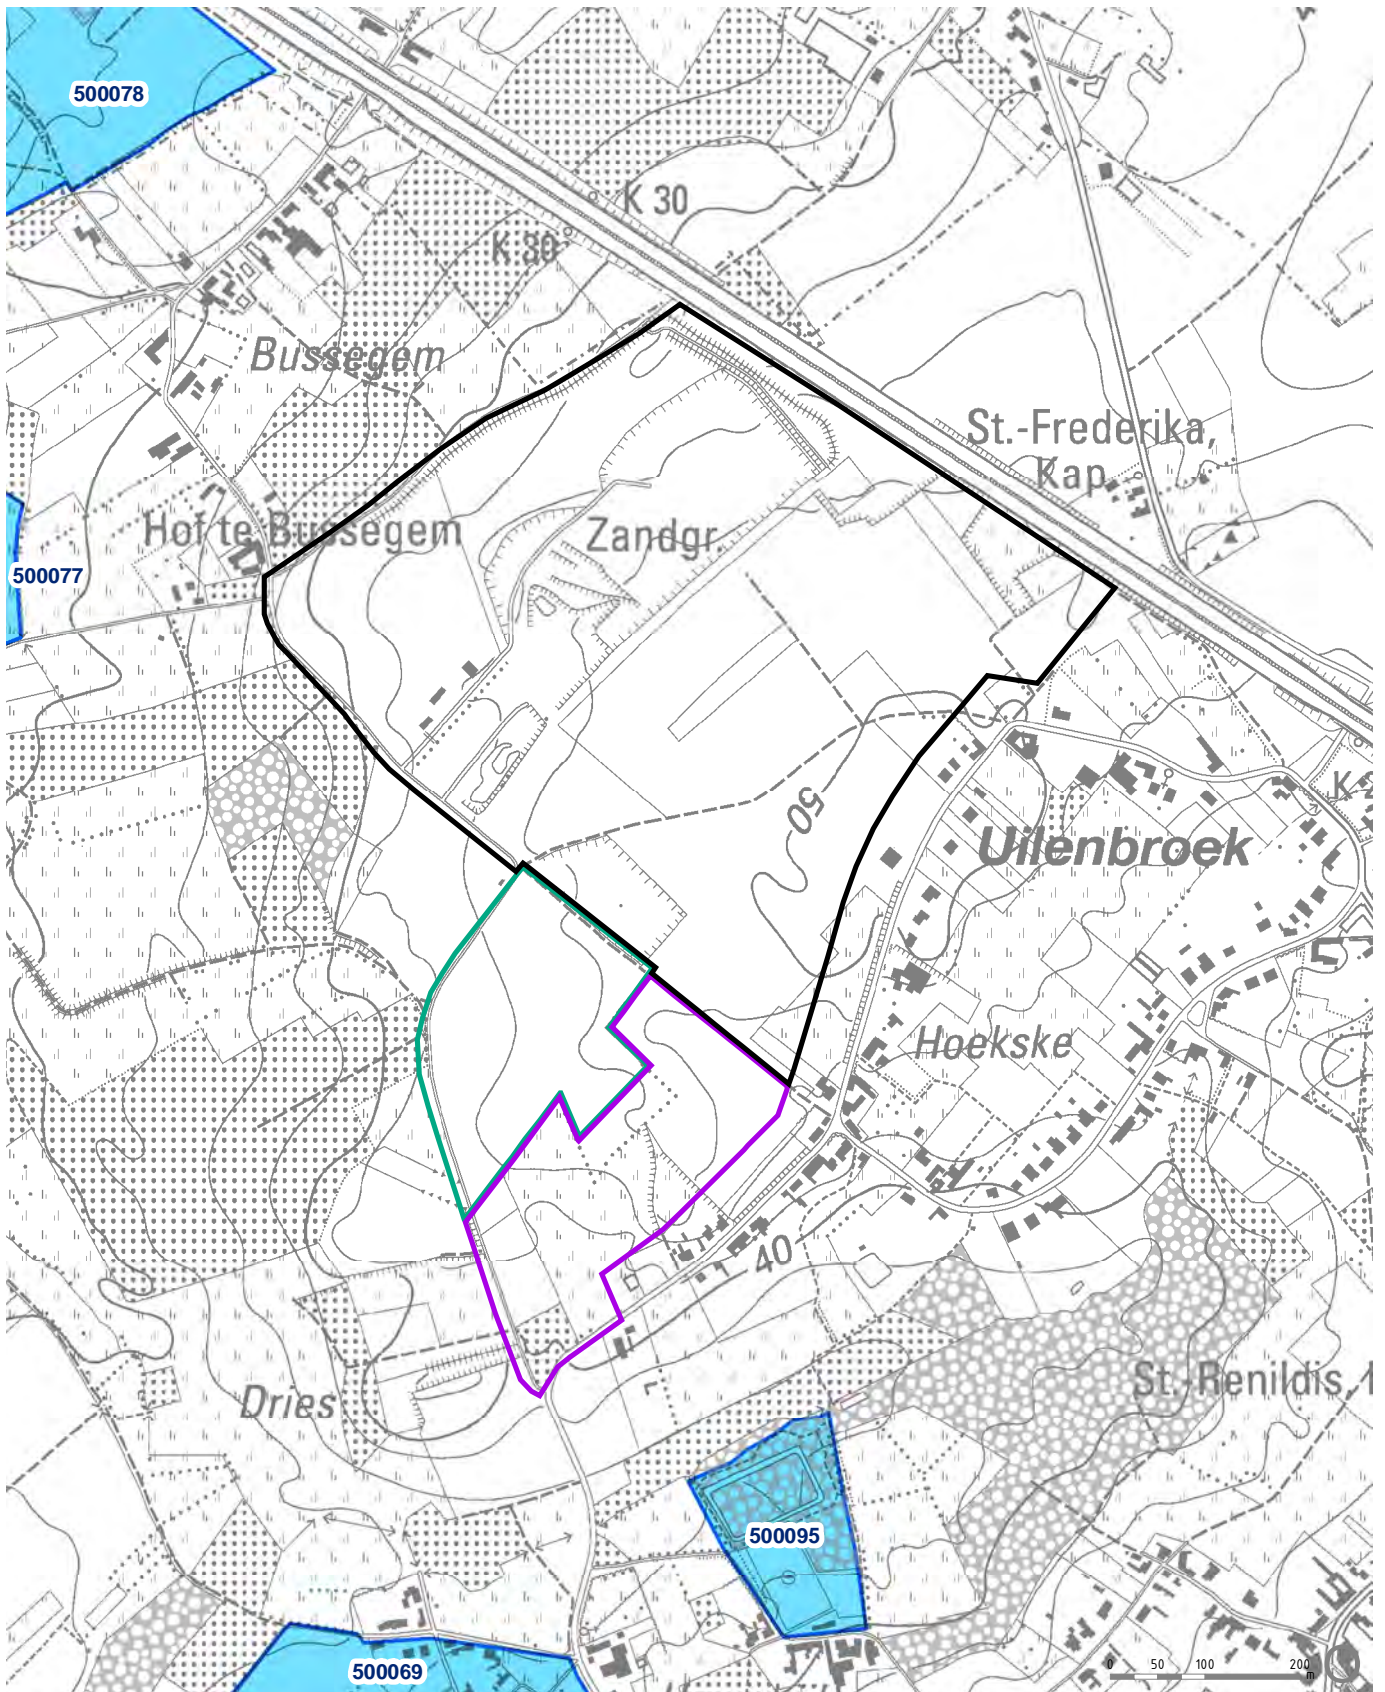 500078
K 30
K 30
Bussegem
St.-Frederika,
Kap.
Hof te Bussegem
Zandgr.
500077
50
K 2
Uilenbroek
Hoekske
40
Dries
St.-Renildis,
500095
500069
0 50 100 200
m